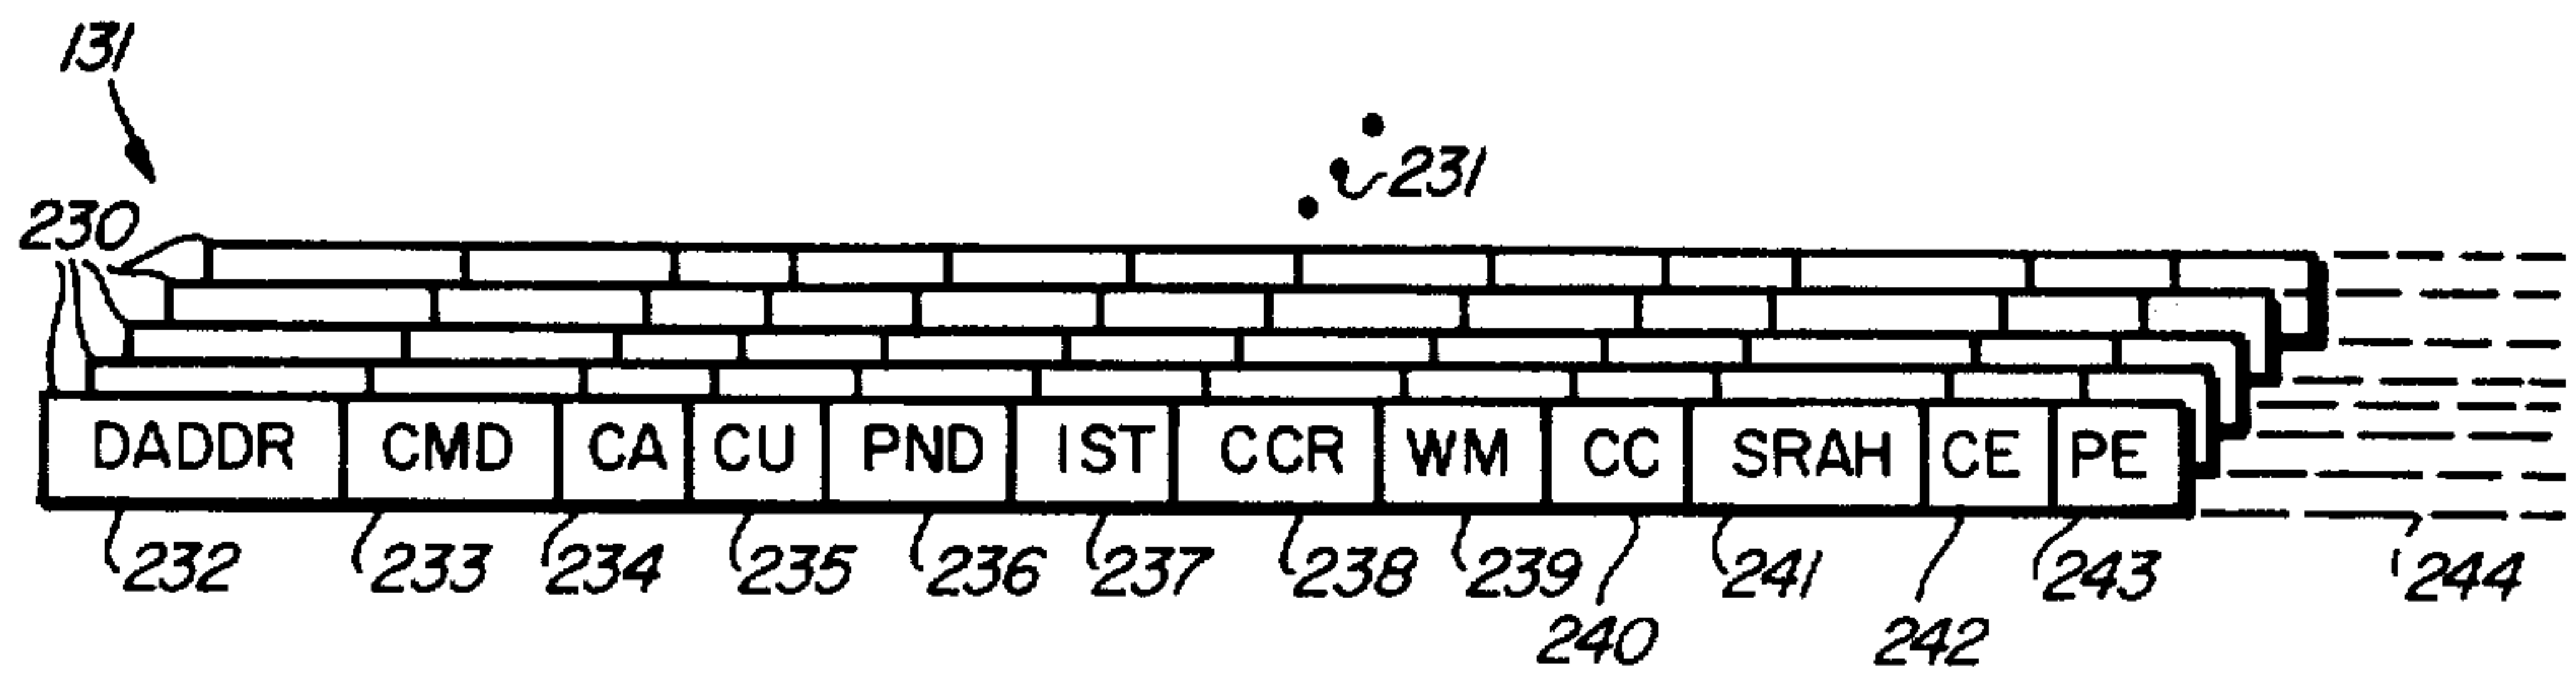 131
231
230
DADDR CMD CA CU PND IST CCR WM CC SRAH CE PE
232 233 234 235 236 237 238 239 241 243 244
240 242